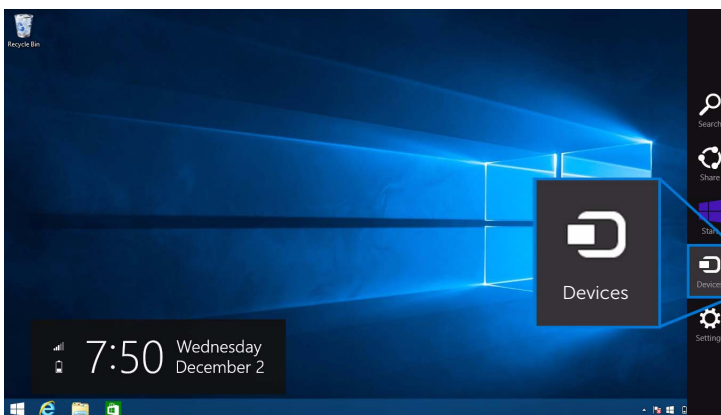 Recycle Bin
Search
Share
Start
Devices
Devices
Settings
7:50
Wednesday
December 2